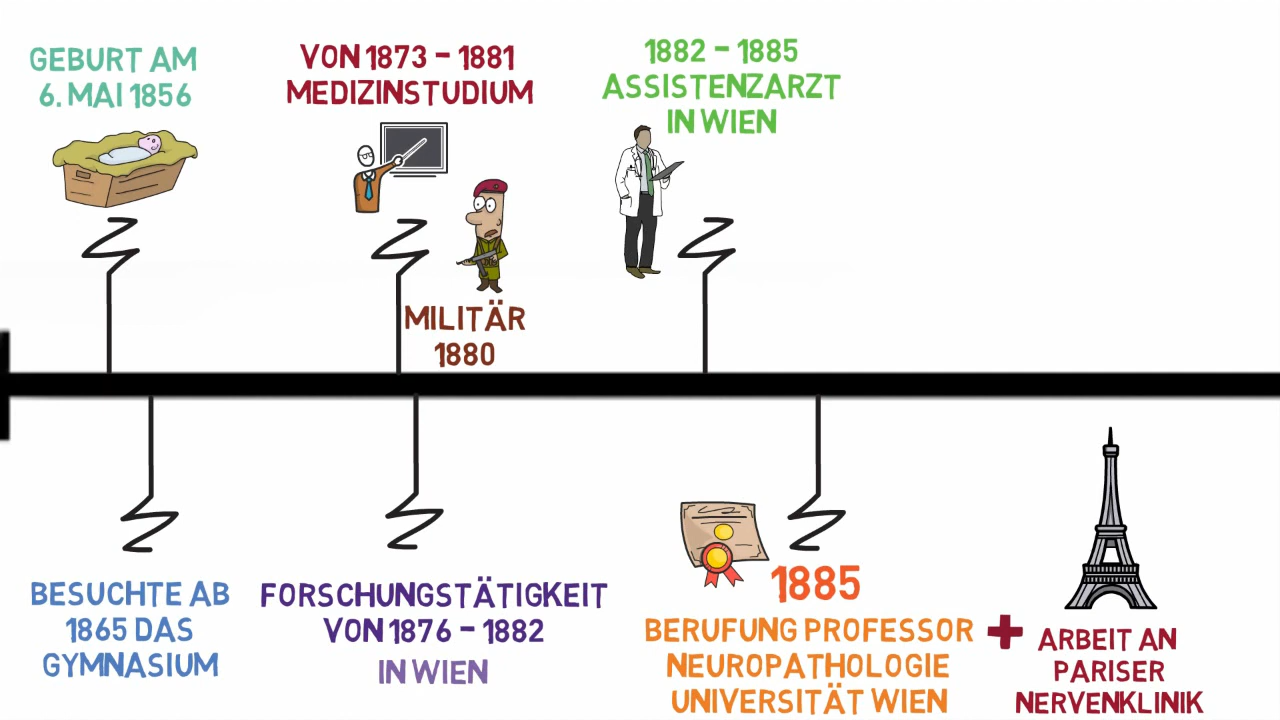 GEBURT AM
6. MAI 1856
VON 1873 – 1881
MEDIZINSTUDIUM
1882 – 1885
ASSISTENZARZT
IN WIEN
MILITÄR
1880
BESUCHTE AB
1865 DAS
GYMNASIUM
FORSCHUNGSTÄTIGKEIT
VON 1876 – 1882
IN WIEN
1885
BERUFUNG PROFESSOR
NEUROPATHOLOGIE
UNIVERSITÄT WIEN
+
ARBEIT AN
PARISER
NERVENKLINIK